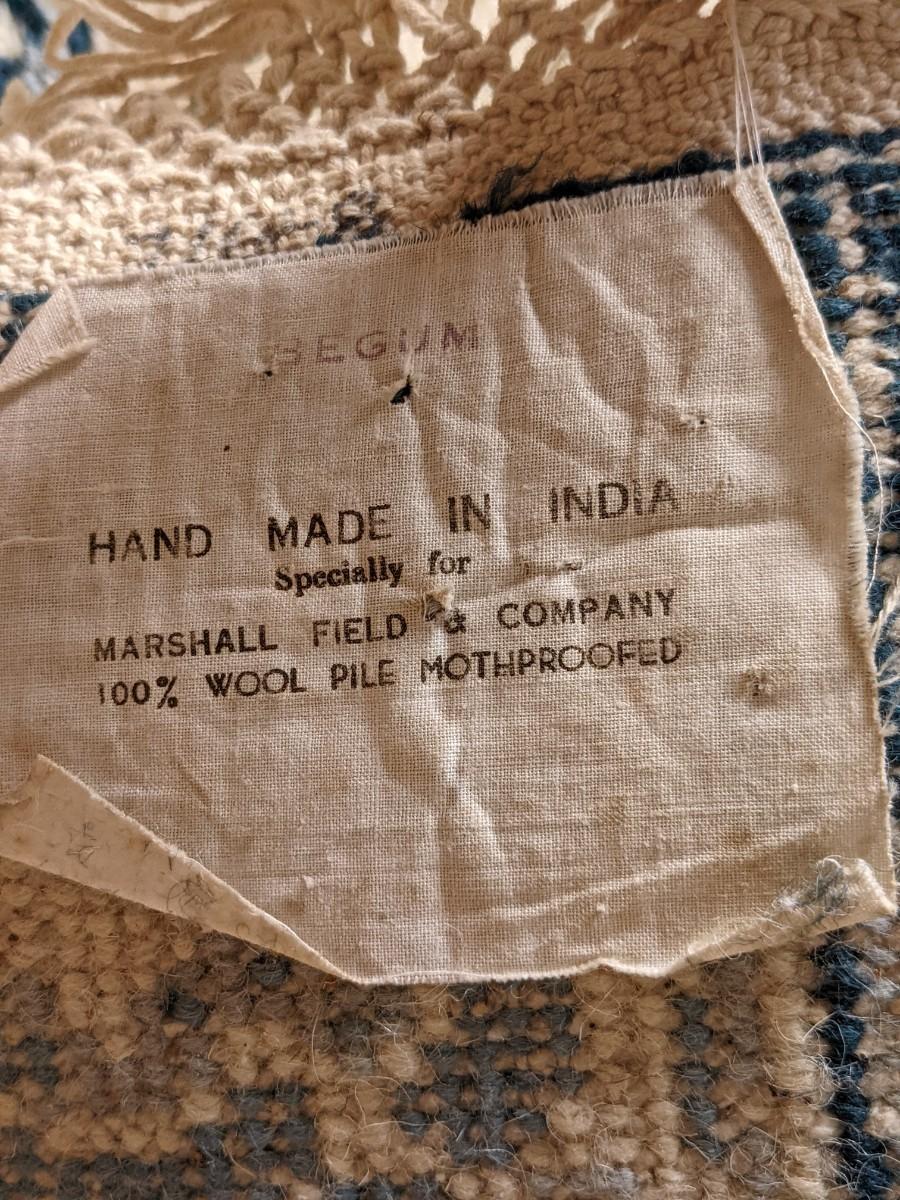 BEGUM
HAND MADE IN INDIA
Specially for
MARSHALL FIELD & COMPANY
100% WOOL PILE MOTHPROOFED